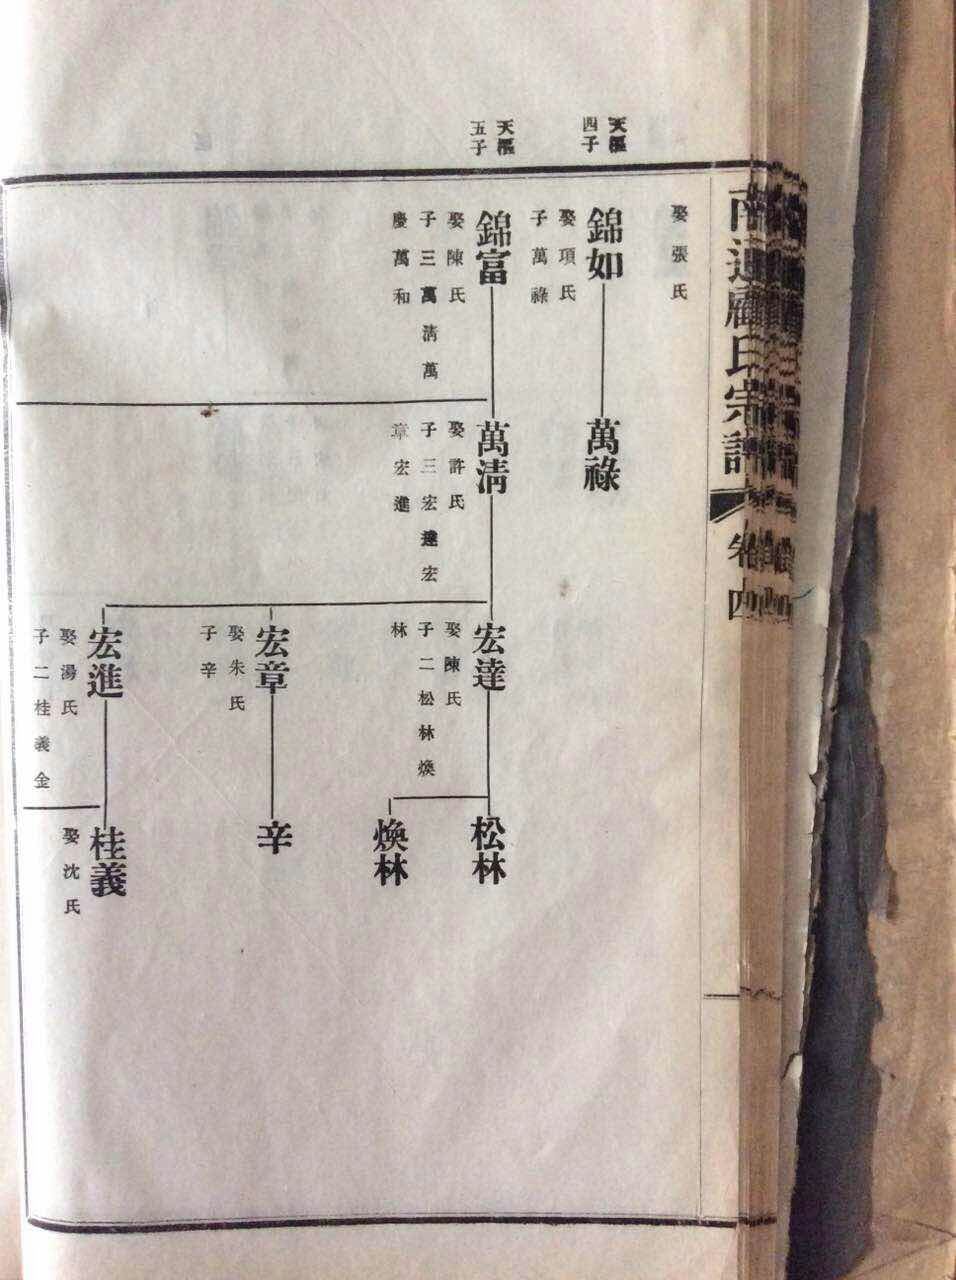 南通顧氏宗譜 卷四
娶張氏
天樞
四子
錦如
娶項氏
子萬祿
萬祿
天樞
五子
錦富
娶陳氏
子三萬清萬
慶萬和
萬清
娶許氏
子三宏達宏
章宏進
宏達
娶陳氏
子二松林煥
林
松林
煥林
宏章
娶朱氏
子辛
辛
宏進
娶湯氏
子二桂義金
桂義
娶沈氏